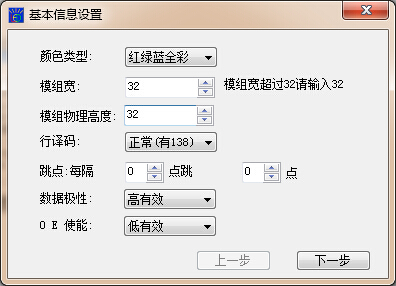 基本信息设置
颜色类型: 红绿蓝全彩
模组宽: 32 模组宽超过32请输入32
模组物理高度: 32
行译码: 正常(有138)
跳点:每隔 0 点跳 0 点
数据极性: 高有效
O E 使能: 低有效
上一步 下一步